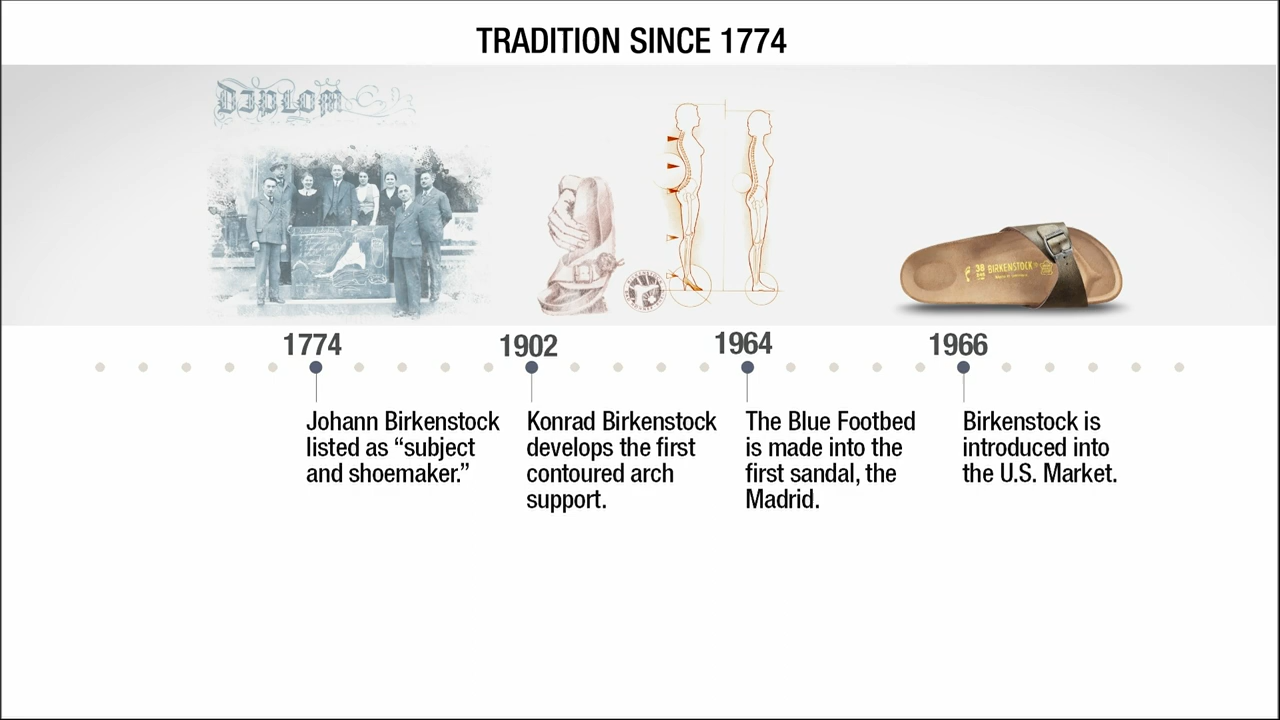 TRADITION SINCE 1774
Diplom
38
BIRKENSTOCK
1774
1902
1964
1966
Johann Birkenstock
listed as “subject
and shoemaker.”
Konrad Birkenstock
develops the first
contoured arch
support.
The Blue Footbed
is made into the
first sandal, the
Madrid.
Birkenstock is
introduced into
the U.S. Market.